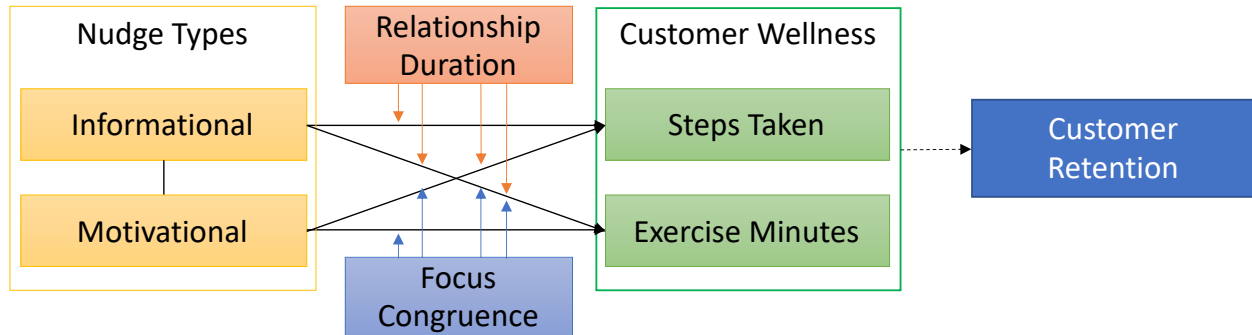 Nudge Types
Informational
Motivational
Relationship
Duration
Focus
Congruence
Customer Wellness
Steps Taken
Exercise Minutes
Customer
Retention